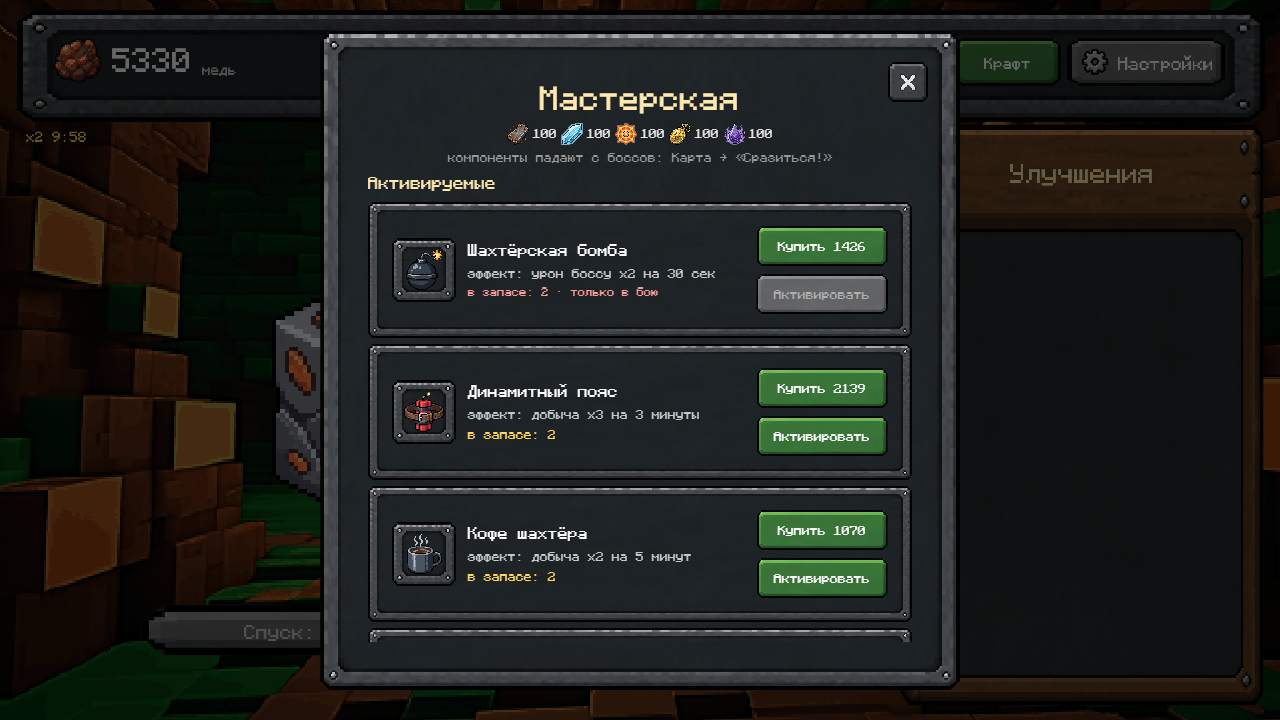 5330 медь
Крафт
Настройки
x2 9:58
Мастерская
100 100 100 100 100
компоненты падают с боссов: Карта → «Сразиться!»
Улучшения
Активируемые
Шахтёрская бомба
эффект: урон боссу x2 на 30 сек
в запасе: 2 · только в бою
Купить 1426
Активировать
Динамитный пояс
эффект: добыча x3 на 3 минуты
в запасе: 2
Купить 2139
Активировать
Кофе шахтёра
эффект: добыча x2 на 5 минут
в запасе: 2
Купить 1070
Активировать
Спуск: